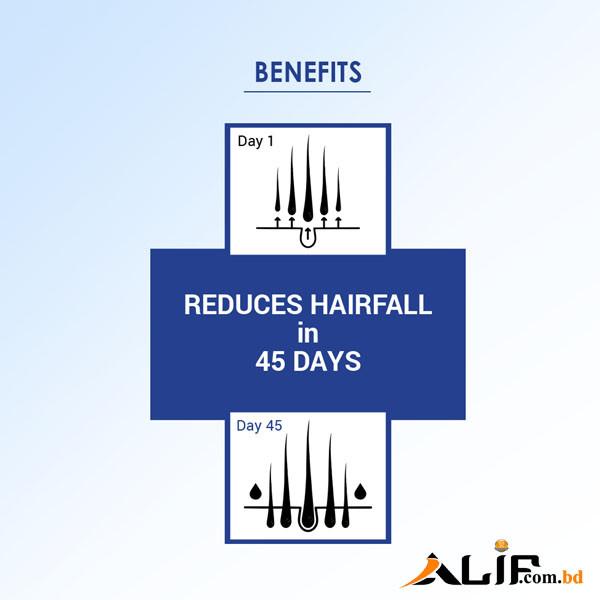 BENEFITS
Day 1
REDUCES HAIRFALL
in
45 DAYS
Day 45
ALIF.com.bd